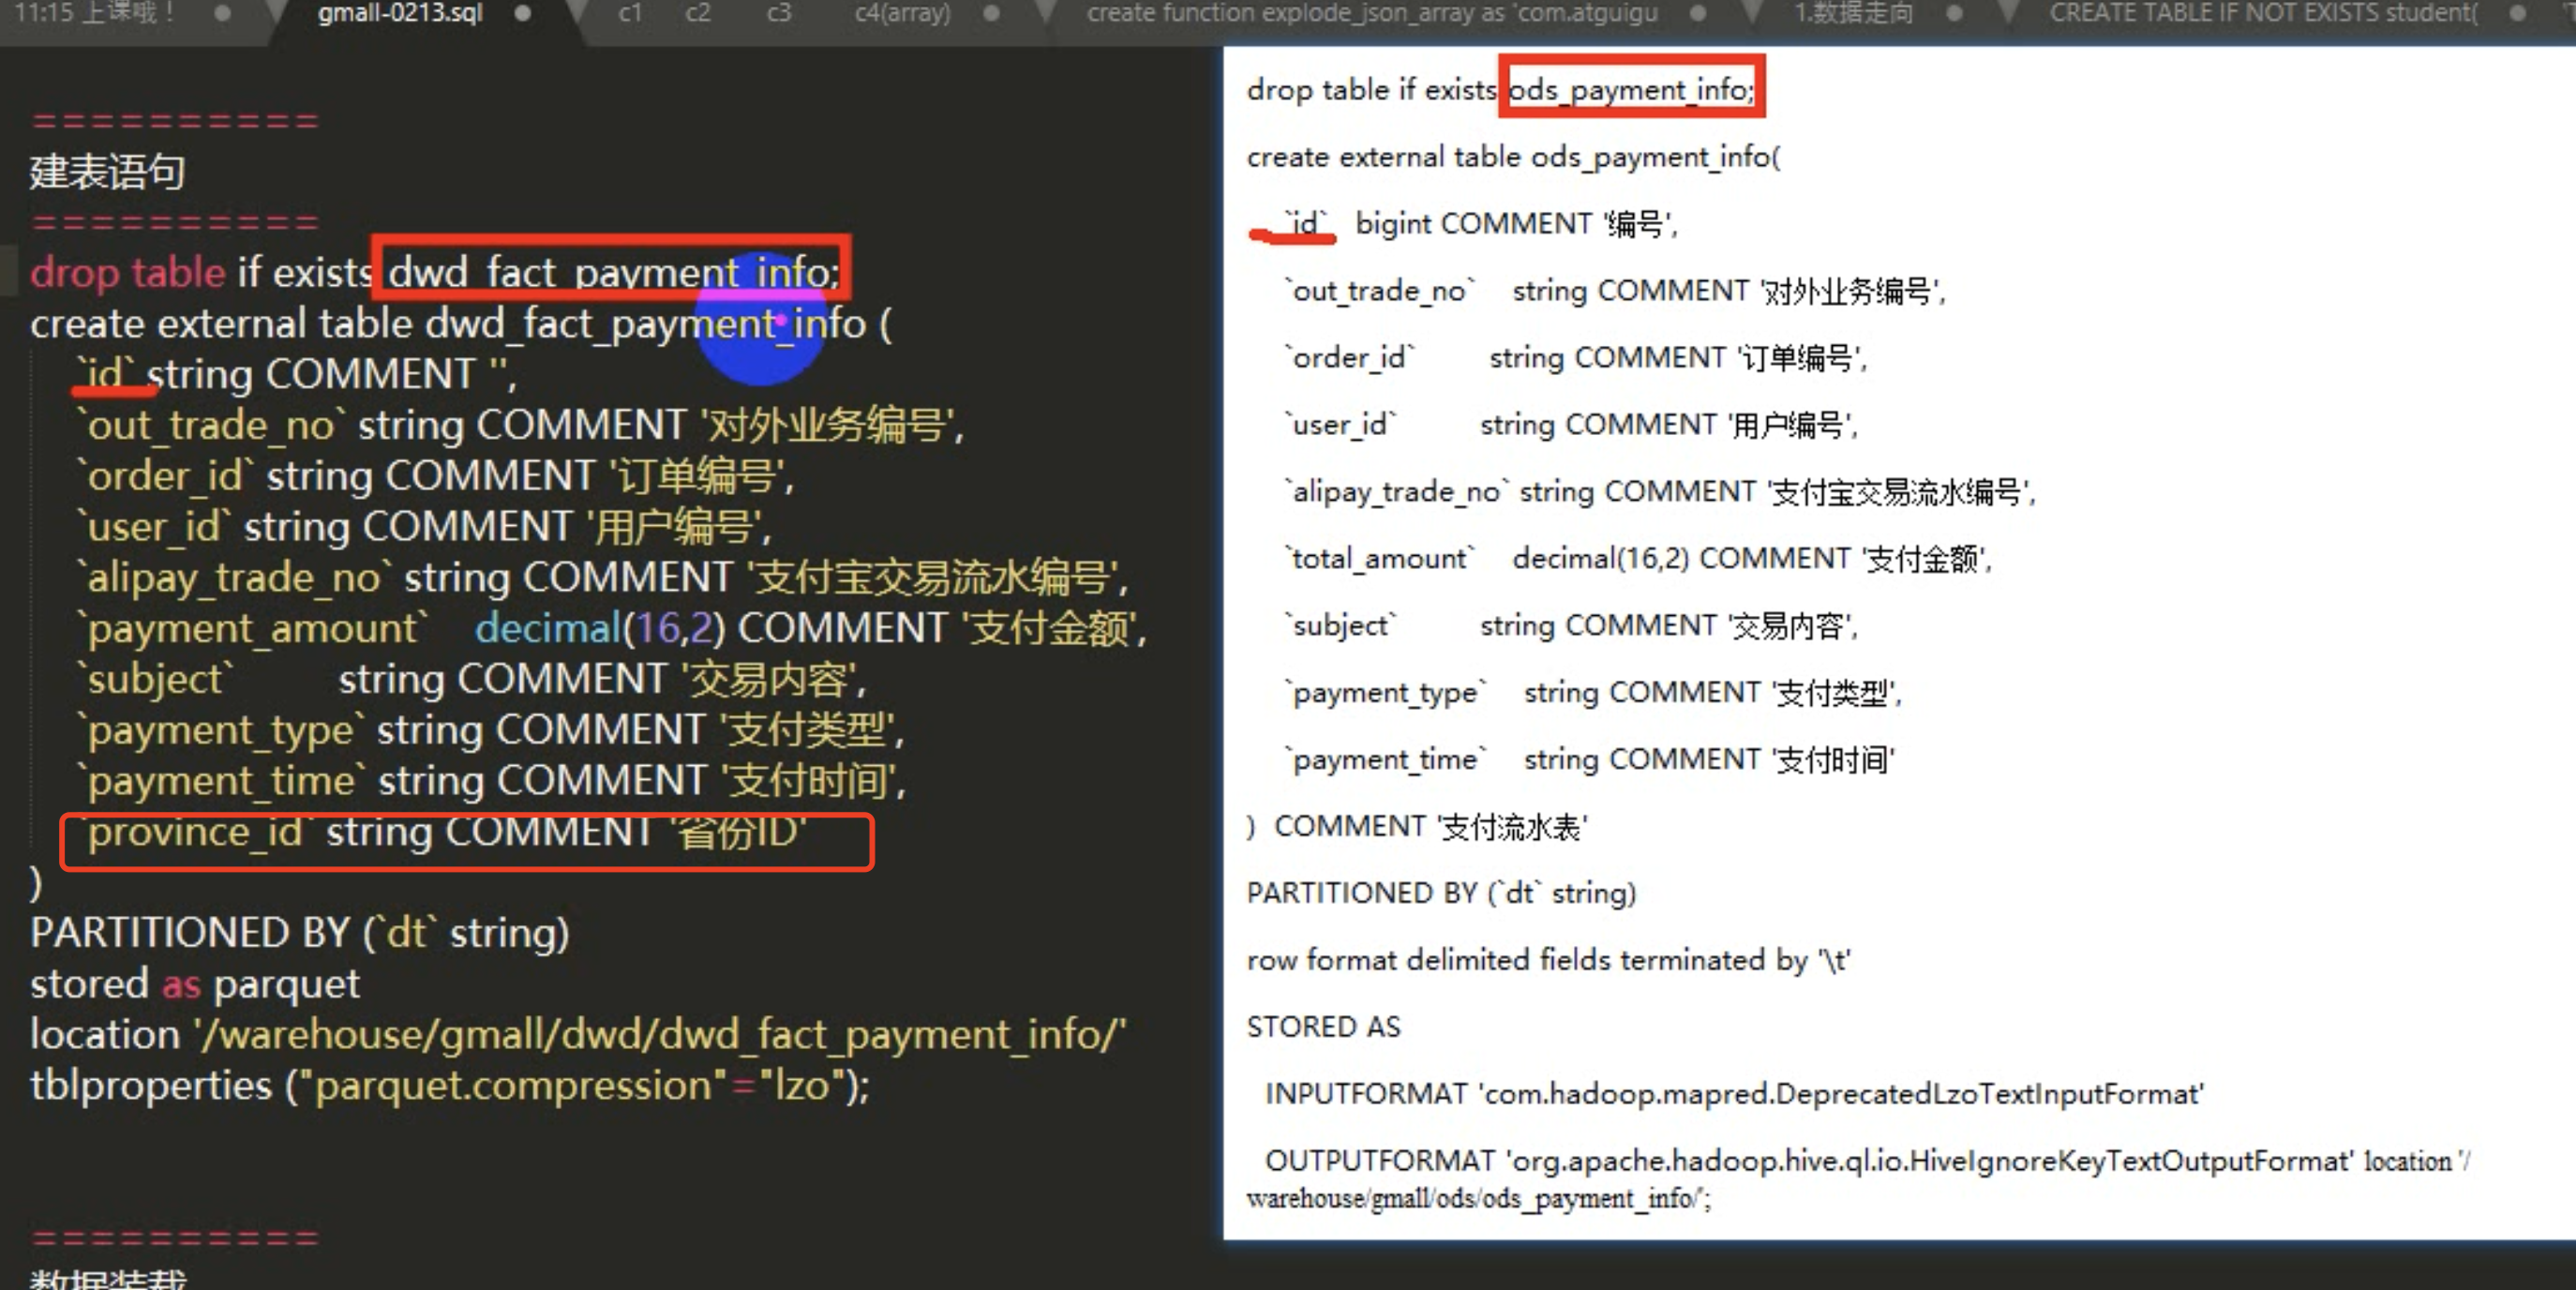 11:15 上课哦！
gmall-0213.sql
c1 c2 c3 c4(array)
create function explode_json_array as 'com.atguigu
1.数据走向
CREATE TABLE IF NOT EXISTS student(
==========
建表语句
==========
drop table if exists dwd_fact_payment_info;
create external table dwd_fact_payment_info (
`id` string COMMENT '',
`out_trade_no` string COMMENT '对外业务编号',
`order_id` string COMMENT '订单编号',
`user_id` string COMMENT '用户编号',
`alipay_trade_no` string COMMENT '支付宝交易流水编号',
`payment_amount` decimal(16,2) COMMENT '支付金额',
`subject` string COMMENT '交易内容',
`payment_type` string COMMENT '支付类型',
`payment_time` string COMMENT '支付时间',
`province_id` string COMMENT '省份ID'
)
PARTITIONED BY (`dt` string)
stored as parquet
location '/warehouse/gmall/dwd/dwd_fact_payment_info/'
tblproperties ("parquet.compression"="lzo");
==========
数据装载
drop table if exists ods_payment_info;
create external table ods_payment_info(
`id` bigint COMMENT '编号',
`out_trade_no` string COMMENT '对外业务编号',
`order_id` string COMMENT '订单编号',
`user_id` string COMMENT '用户编号',
`alipay_trade_no` string COMMENT '支付宝交易流水编号',
`total_amount` decimal(16,2) COMMENT '支付金额',
`subject` string COMMENT '交易内容',
`payment_type` string COMMENT '支付类型',
`payment_time` string COMMENT '支付时间'
) COMMENT '支付流水表'
PARTITIONED BY (`dt` string)
row format delimited fields terminated by '\t'
STORED AS
INPUTFORMAT 'com.hadoop.mapred.DeprecatedLzoTextInputFormat'
OUTPUTFORMAT 'org.apache.hadoop.hive.ql.io.HiveIgnoreKeyTextOutputFormat' location '/
warehouse/gmall/ods/ods_payment_info/';